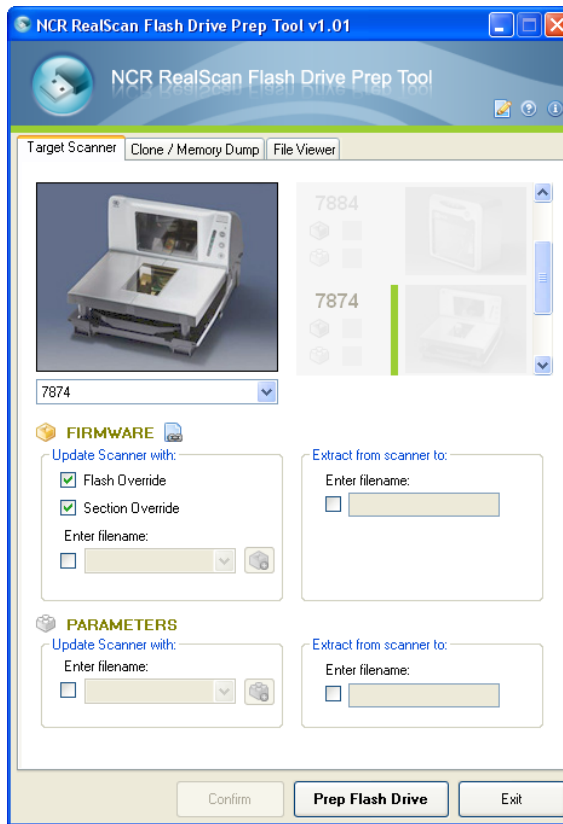 NCR RealScan Flash Drive Prep Tool v1.01
NCR RealScan Flash Drive Prep Tool
Target Scanner Clone / Memory Dump File Viewer
7884
7874
7874
FIRMWARE
Update Scanner with:
Flash Override
Section Override
Enter filename:
Extract from scanner to:
Enter filename:
PARAMETERS
Update Scanner with:
Enter filename:
Extract from scanner to:
Enter filename:
Confirm Prep Flash Drive Exit